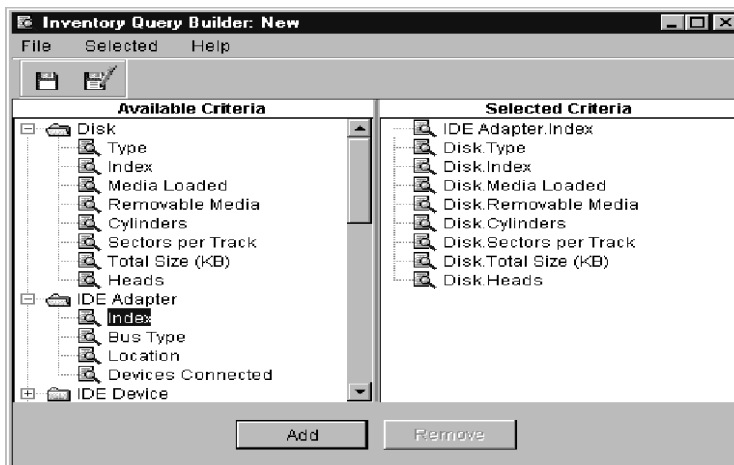 Inventory Query Builder: New
File Selected Help
Available Criteria
Disk
Type
Index
Media Loaded
Removable Media
Cylinders
Sectors per Track
Total Size (KB)
Heads
IDE Adapter
Index
Bus Type
Location
Devices Connected
IDE Device
Selected Criteria
IDE Adapter.Index
Disk.Type
Disk.Index
Disk.Media Loaded
Disk.Removable Media
Disk.Cylinders
Disk.Sectors per Track
Disk.Total Size (KB)
Disk.Heads
Add Remove